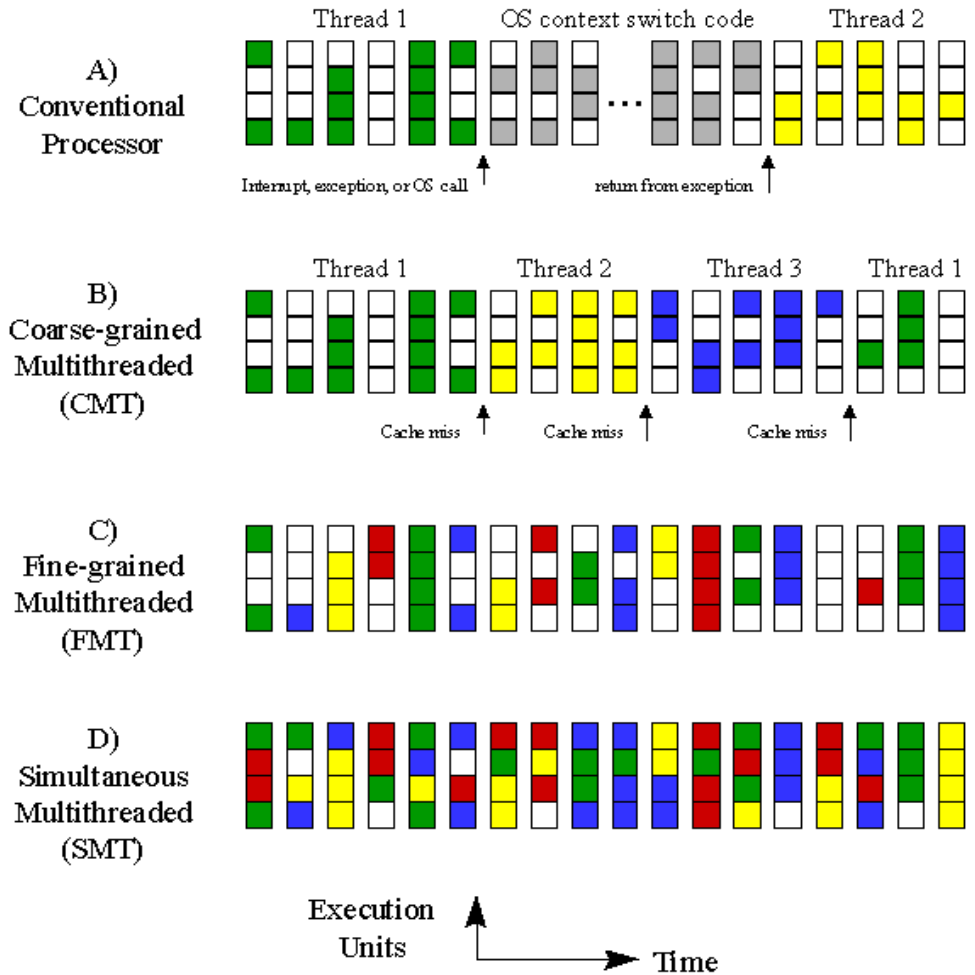 Thread 1 OS context switch code Thread 2
A)
Conventional
Processor
...
Interrupt, exception, or OS call
return from exception
Thread 1 Thread 2 Thread 3 Thread 1
B)
Coarse-grained
Multithreaded
(CMT)
Cache miss Cache miss Cache miss
C)
Fine-grained
Multithreaded
(FMT)
D)
Simultaneous
Multithreaded
(SMT)
Execution
Units
Time